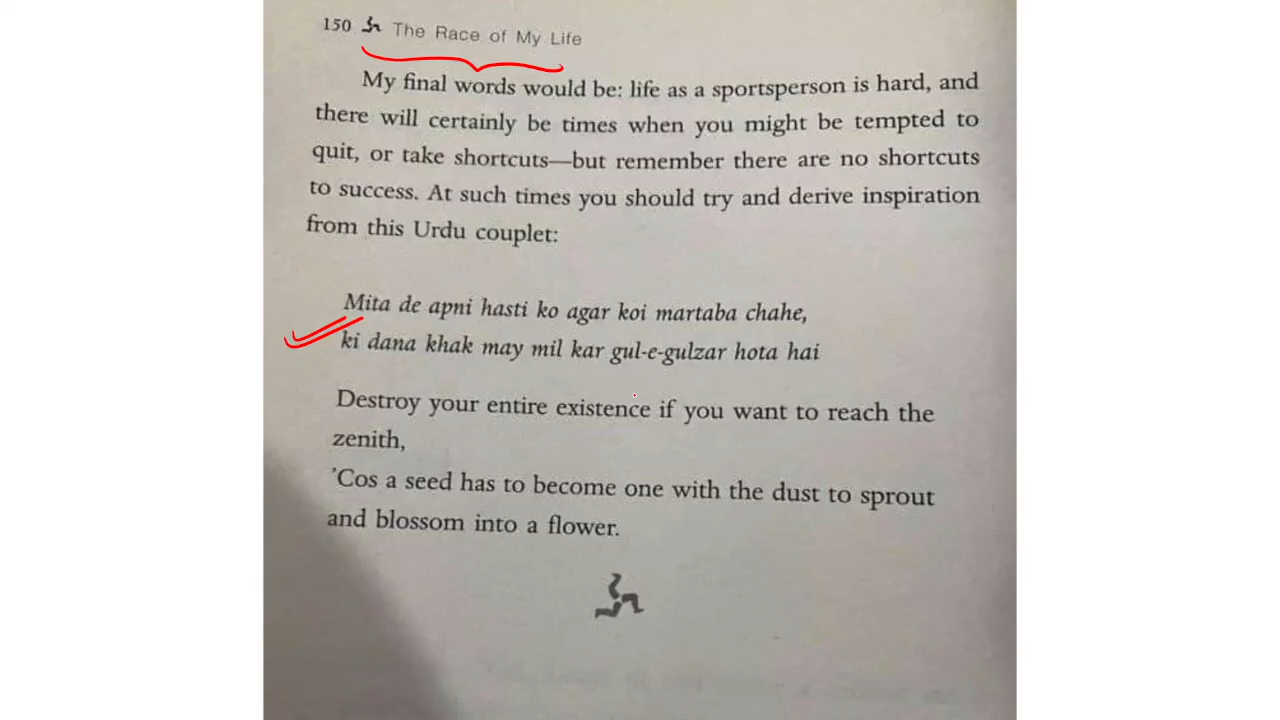 150 The Race of My Life
My final words would be: life as a sportsperson is hard, and
there will certainly be times when you might be tempted to
quit, or take shortcuts—but remember there are no shortcuts
to success. At such times you should try and derive inspiration
from this Urdu couplet:
Mita de apni hasti ko agar koi martaba chahe,
ki dana khak may mil kar gul-e-gulzar hota hai
Destroy your entire existence if you want to reach the
zenith,
'Cos a seed has to become one with the dust to sprout
and blossom into a flower.